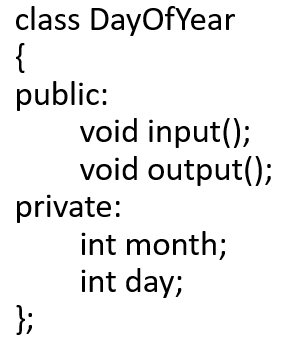 class DayOfYear
{
public:
void input();
void output();
private:
int month;
int day;
};